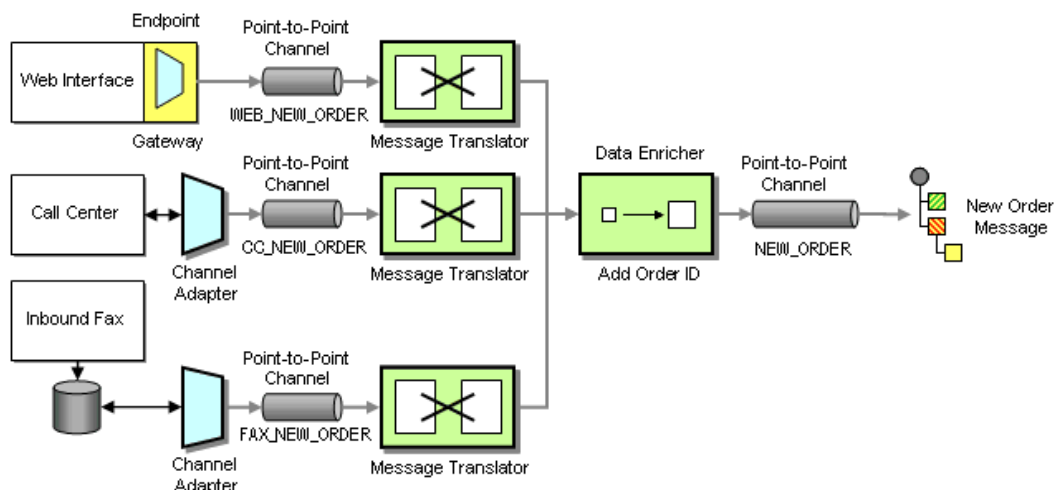 Endpoint
Point-to-Point
Channel
Web Interface
WEB_NEW_ORDER
Gateway
Message Translator
Point-to-Point
Channel
Call Center
CC_NEW_ORDER
Channel
Adapter
Message Translator
Data Enricher
Add Order ID
Point-to-Point
Channel
NEW_ORDER
New Order
Message
Inbound Fax
Point-to-Point
Channel
FAX_NEW_ORDER
Channel
Adapter
Message Translator